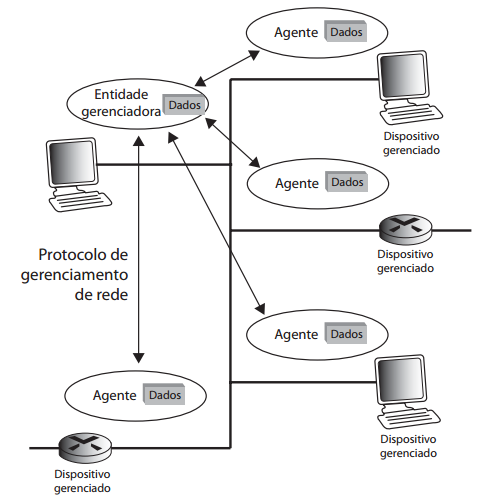 Agente Dados
Entidade
gerenciadora Dados
Dispositivo
gerenciado
Agente Dados
Protocolo de
gerenciamento
de rede
Dispositivo
gerenciado
Agente Dados
Agente Dados
Dispositivo
gerenciado
Dispositivo
gerenciado